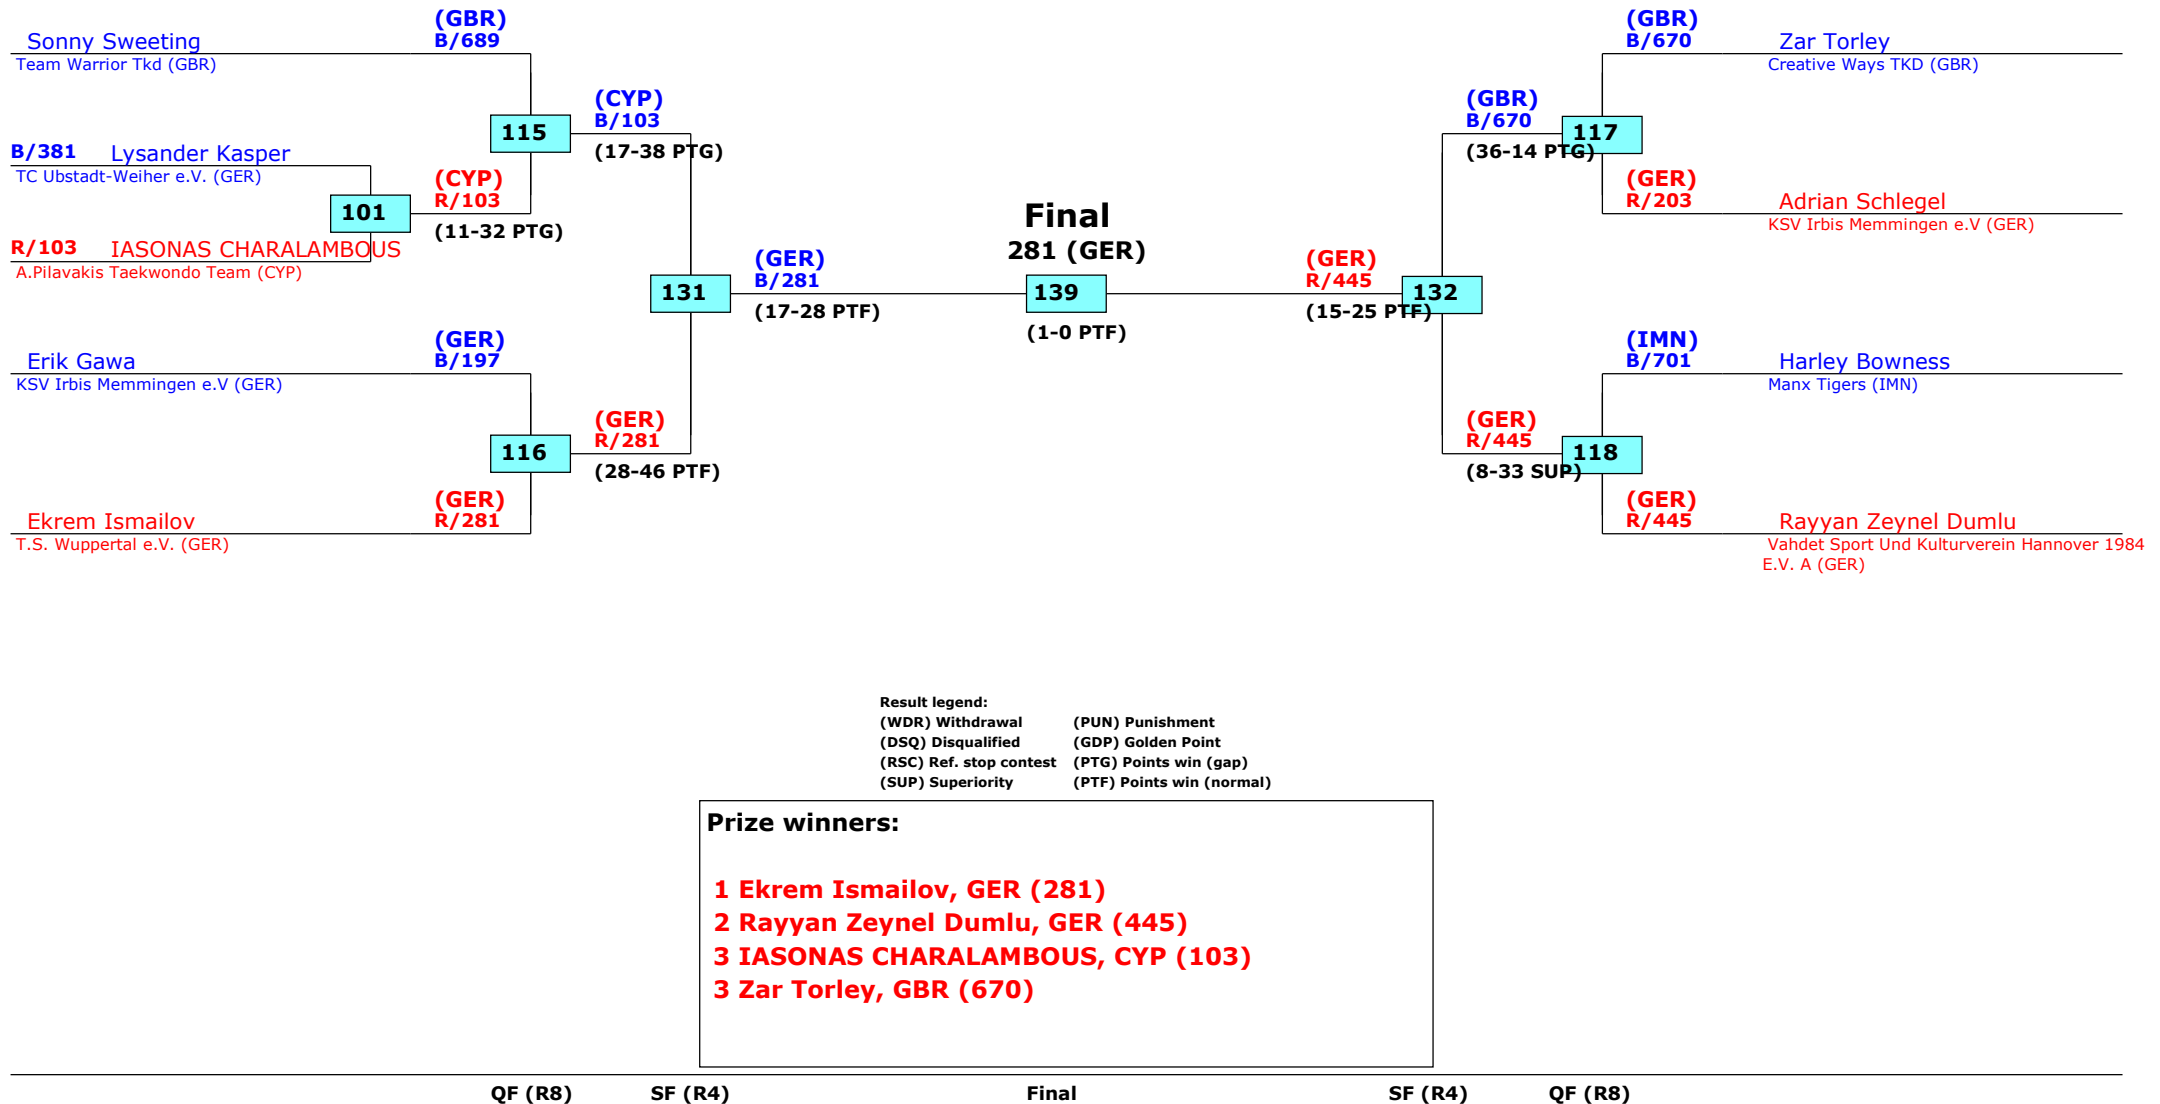 (GBR)
B/689
Sonny Sweeting
Team Warrior Tkd (GBR)
115
B/381 Lysander Kasper
TC Ubstadt-Weiher e.V. (GER)
101
R/103 IASONAS CHARALAMBOUS
A.Pilavakis Taekwondo Team (CYP)
(CYP)
R/103
(11-32 PTG)
(CYP)
B/103
(17-38 PTG)
131
(GER)
B/197
Erik Gawa
KSV Irbis Memmingen e.V (GER)
116
(GER)
R/281
Ekrem Ismailov
T.S. Wuppertal e.V. (GER)
(GER)
R/281
(28-46 PTF)
(GER)
B/281
(17-28 PTF)
Final
281 (GER)
139
(1-0 PTF)
(GER)
R/445
(15-25 PTF)
132
(GBR)
B/670
(36-14 PTG)
117
(GBR)
B/670
Zar Torley
Creative Ways TKD (GBR)
(GER)
R/203
Adrian Schlegel
KSV Irbis Memmingen e.V (GER)
(GER)
R/445
(8-33 SUP)
118
(IMN)
B/701
Harley Bowness
Manx Tigers (IMN)
(GER)
R/445
Rayyan Zeynel Dumlu
Vahdet Sport Und Kulturverein Hannover 1984
E.V. A (GER)
Result legend:
(WDR) Withdrawal (PUN) Punishment
(DSQ) Disqualified (GDP) Golden Point
(RSC) Ref. stop contest (PTG) Points win (gap)
(SUP) Superiority (PTF) Points win (normal)
Prize winners:
1 Ekrem Ismailov, GER (281)
2 Rayyan Zeynel Dumlu, GER (445)
3 IASONAS CHARALAMBOUS, CYP (103)
3 Zar Torley, GBR (670)
QF (R8) SF (R4) Final SF (R4) QF (R8)